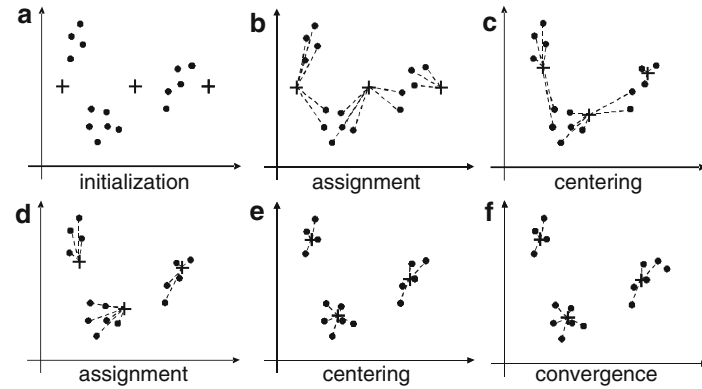 a
initialization
b
assignment
c
centering
d
assignment
e
centering
f
convergence